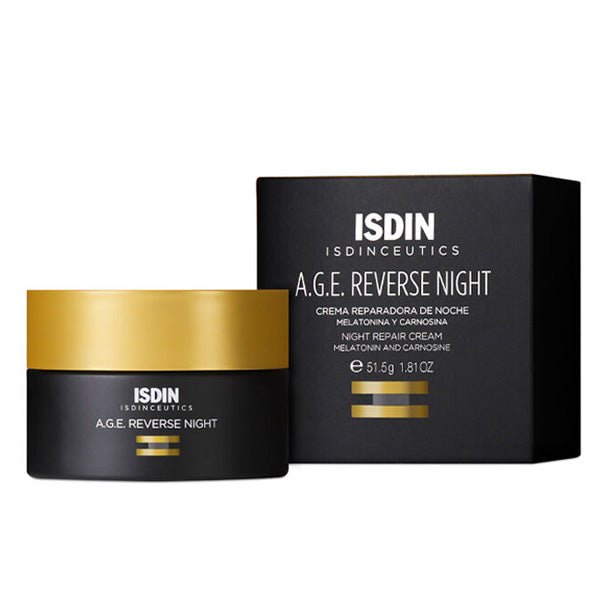 ISDIN
ISDINCEUTICS
A.G.E. REVERSE NIGHT
CREMA REPARADORA DE NOCHE
MELATONINA Y CARNOSINA
NIGHT REPAIR CREAM
MELATONIN AND CARNOSINE
℮ 51.5g 1.81OZ
ISDIN
ISDINCEUTICS
A.G.E. REVERSE NIGHT